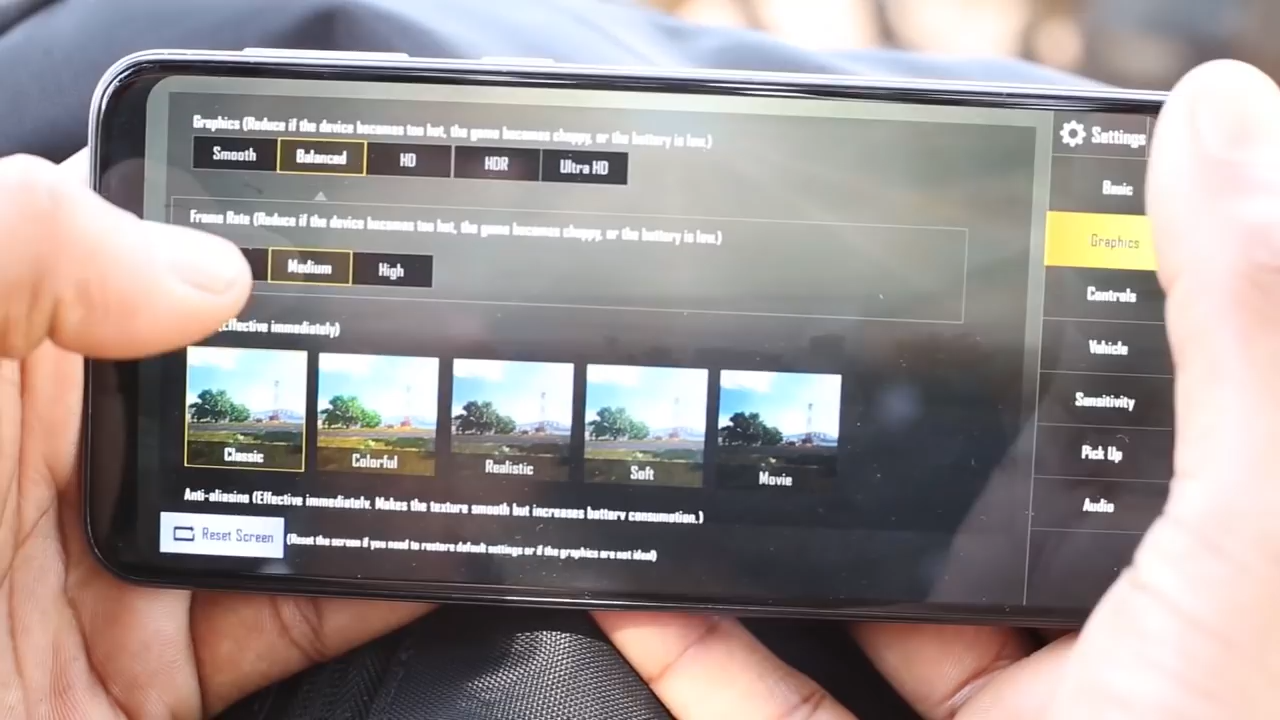 Graphics (Reduce if the device becomes too hot, the game becomes choppy, or the battery is low.)
Smooth Balanced HD HDR Ultra HD
Frame Rate (Reduce if the device becomes too hot, the game becomes choppy, or the battery is low.)
Medium High
(Effective immediately)
Classic Colorful Realistic Soft Movie
Anti-aliasing (Effective immediately. Makes the texture smooth but increases battery consumption.)
Reset Screen (Reset the screen if you need to restore default settings or if the graphics are not ideal)
Settings
Basic
Graphics
Controls
Vehicle
Sensitivity
Pick Up
Audio